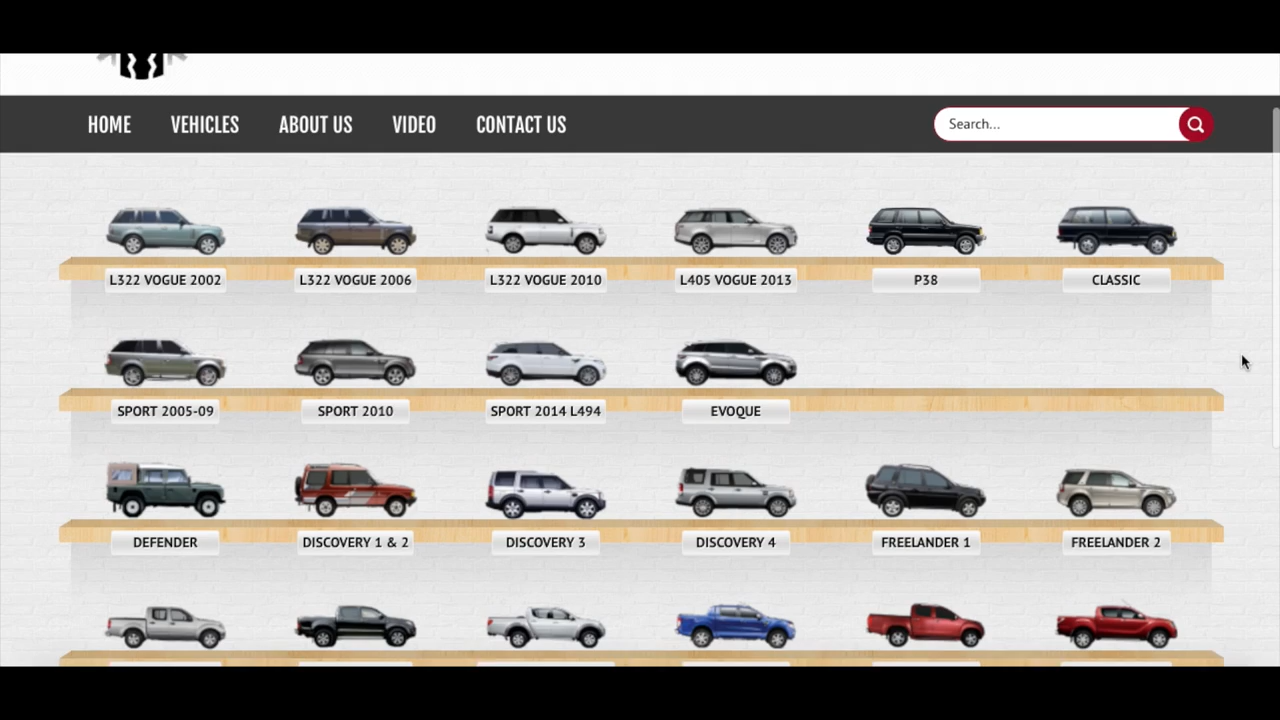 HOME VEHICLES ABOUT US VIDEO CONTACT US Search...
L322 VOGUE 2002 L322 VOGUE 2006 L322 VOGUE 2010 L405 VOGUE 2013 P38 CLASSIC
SPORT 2005-09 SPORT 2010 SPORT 2014 L494 EVOQUE
DEFENDER DISCOVERY 1 & 2 DISCOVERY 3 DISCOVERY 4 FREELANDER 1 FREELANDER 2